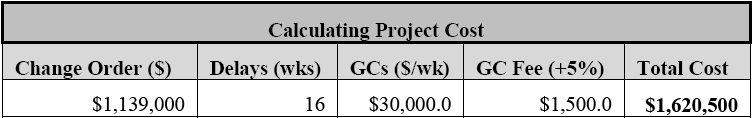 Calculating Project Cost
Change Order ($) Delays (wks) GCs ($/wk) GC Fee (+5%) Total Cost
$1,139,000 16 $30,000.0 $1,500.0 $1,620,500